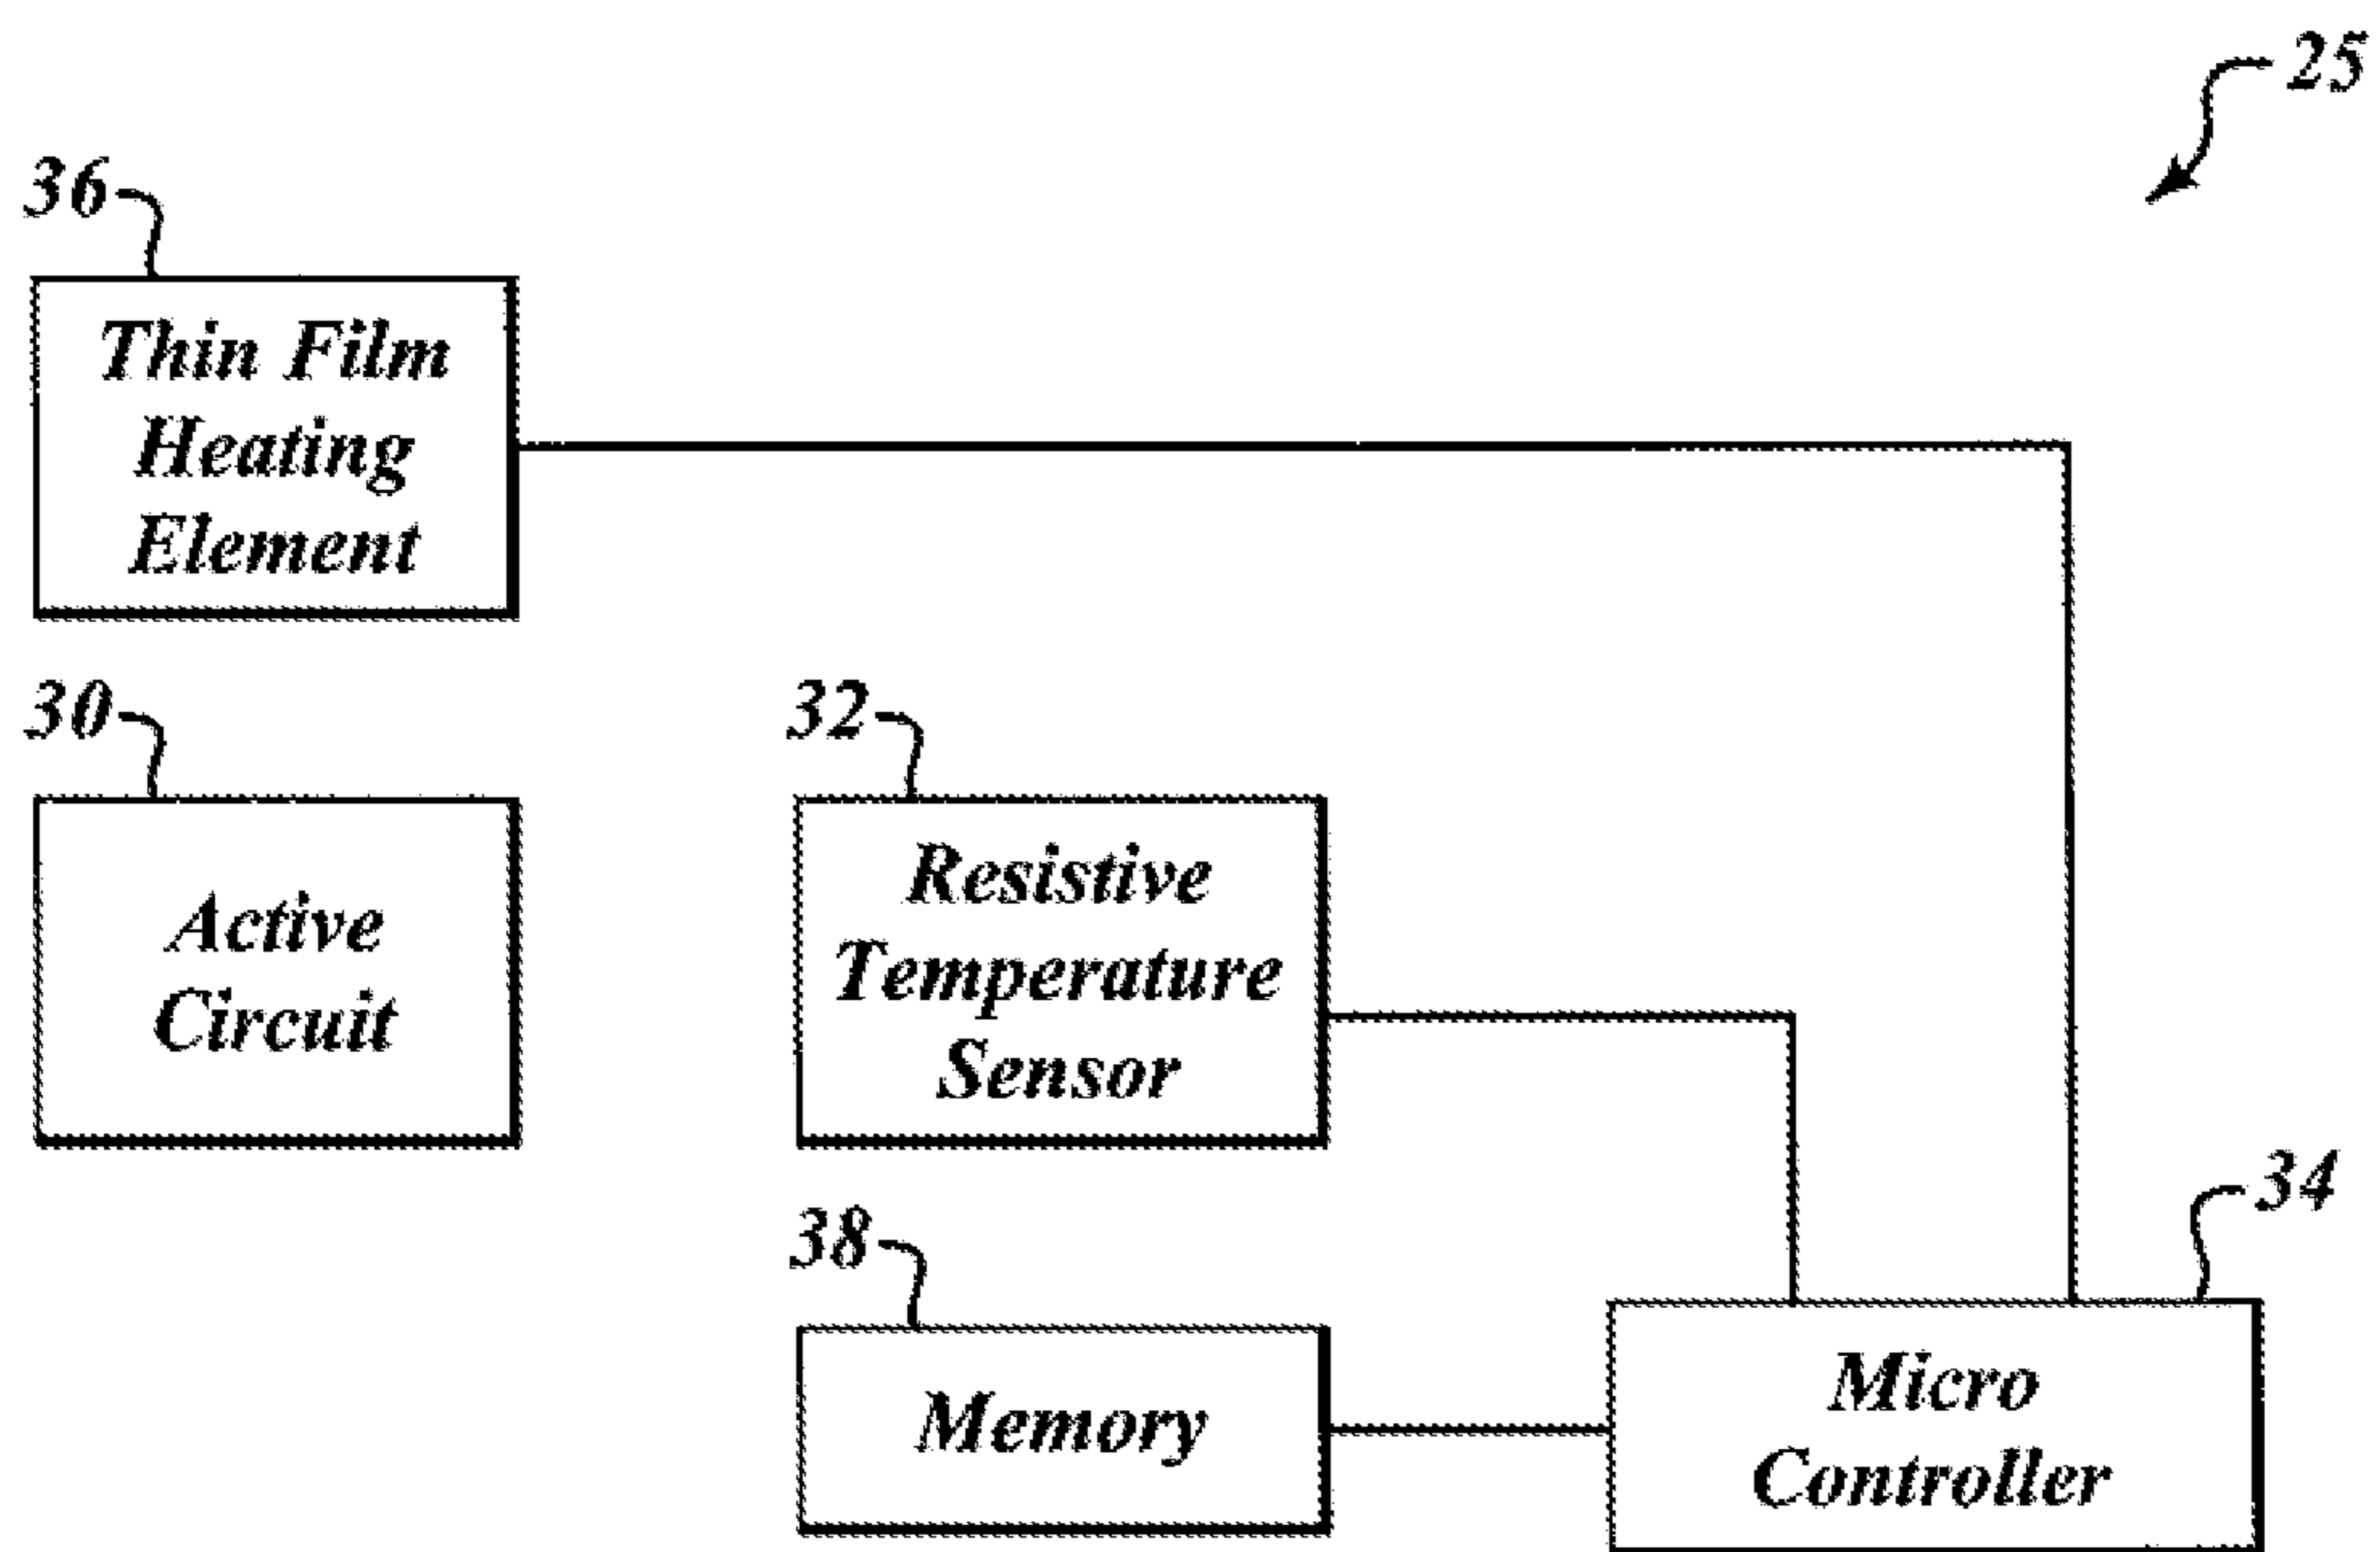 25
36
Thin Film
Heating
Element
30
Active
Circuit
32
Resistive
Temperature
Sensor
38
Memory
34
Micro
Controller